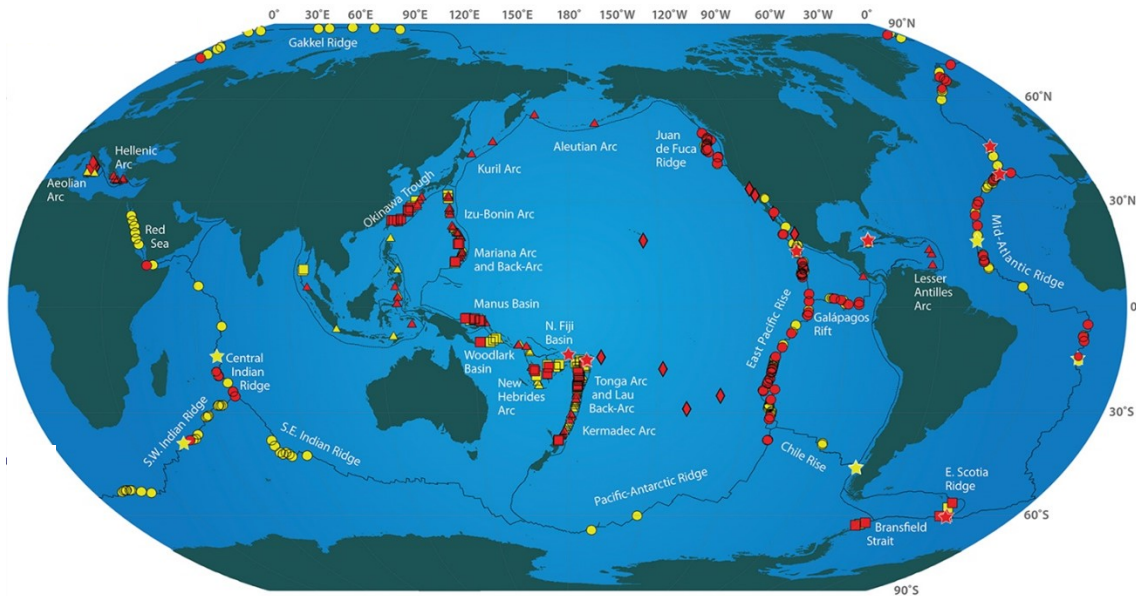 0°
30°E
60°E
90°E
120°E
150°E
180°W
150°W
120°W
90°W
60°W
30°W
0°
90°N
Gakkel Ridge
60°N
Hellenic
Arc
Aeolian
Arc
Aleutian Arc
Kuril Arc
Juan
de Fuca
Ridge
Okinawa Trough
30°N
Izu-Bonin Arc
Red
Sea
Mariana Arc
and Back-Arc
Mid-Atlantic Ridge
Lesser
Antilles
Arc
Manus Basin
0°
Galápagos
Rift
East Pacific Rise
N. Fiji
Basin
Woodlark
Basin
Central
Indian
Ridge
New
Hebrides
Arc
Tonga Arc
and Lau
Back-Arc
30°S
Kermadec Arc
S.W. Indian Ridge
S.E. Indian Ridge
Chile Rise
Pacific-Antarctic Ridge
E. Scotia
Ridge
60°S
Bransfield
Strait
90°S